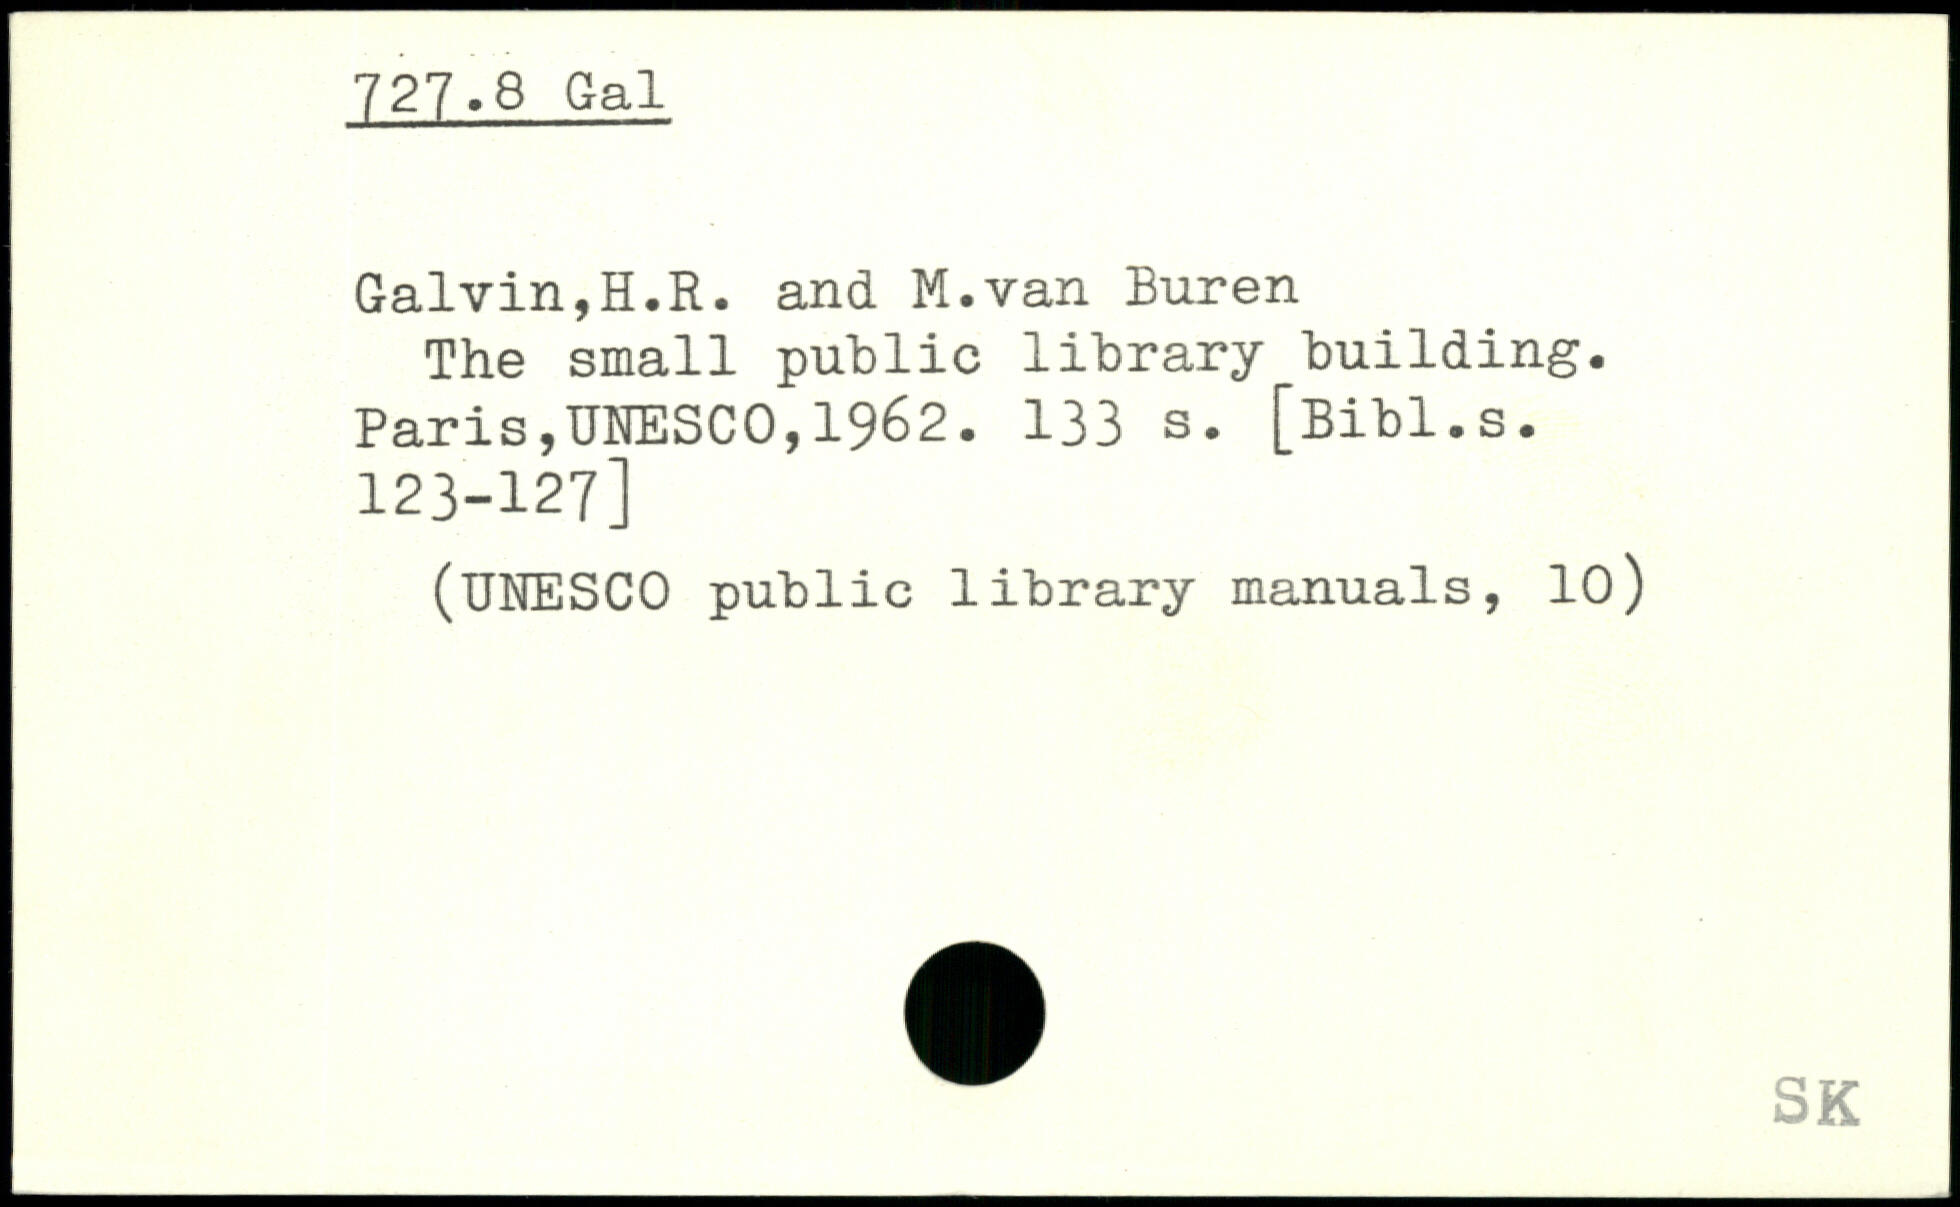 727.8 Gal
Galvin,H.R. and M.van Buren
The small public library building.
Paris,UNESCO,1962. 133 s. [Bibl.s.
123-127]
(UNESCO public library manuals, 10)
SK